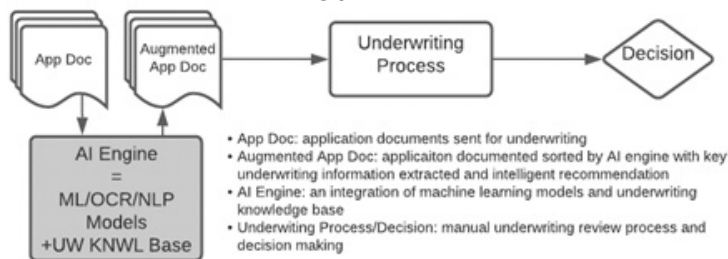 App Doc
Augmented
App Doc
Underwriting
Process
Decision
AI Engine
=
ML/OCR/NLP
Models
+UW KNWL Base
• App Doc: application documents sent for underwriting
• Augmented App Doc: applicaiton documented sorted by AI engine with key
underwriting information extracted and intelligent recommendation
• AI Engine: an integration of machine learning models and underwriting
knowledge base
• Underwiting Process/Decision: manual underwriting review process and
decision making